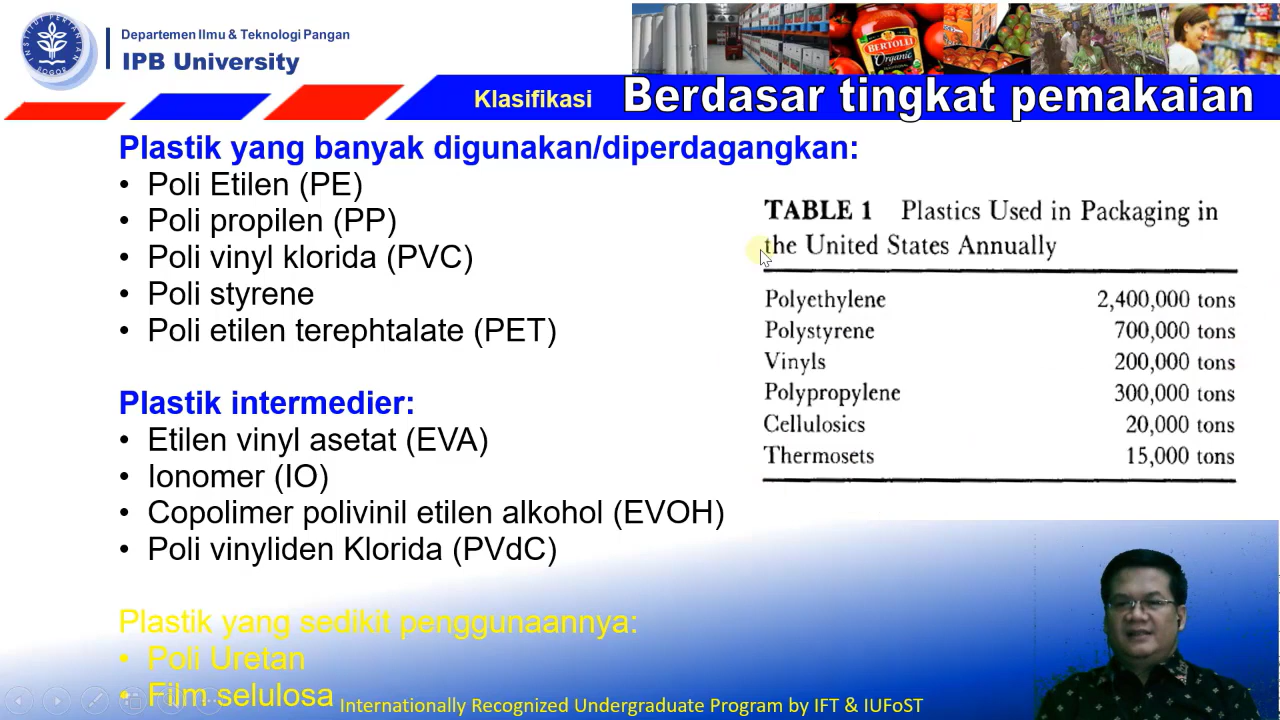 Departemen Ilmu & Teknologi Pangan
IPB University
INSTITUT PERTANIAN
BOGOR
BERTOLLI
Organic
Klasifikasi
Berdasar tingkat pemakaian
Plastik yang banyak digunakan/diperdagangkan:
• Poli Etilen (PE)
• Poli propilen (PP)
• Poli vinyl klorida (PVC)
• Poli styrene
• Poli etilen terephtalate (PET)
Plastik intermedier:
• Etilen vinyl asetat (EVA)
• Ionomer (IO)
• Copolimer polivinil etilen alkohol (EVOH)
• Poli vinyliden Klorida (PVdC)
Plastik yang sedikit penggunaannya:
• Poli Uretan
• Film selulosa
TABLE 1 Plastics Used in Packaging in
the United States Annually
Polyethylene 2,400,000 tons
Polystyrene 700,000 tons
Vinyls 200,000 tons
Polypropylene 300,000 tons
Cellulosics 20,000 tons
Thermosets 15,000 tons
Internationally Recognized Undergraduate Program by IFT & IUFoST